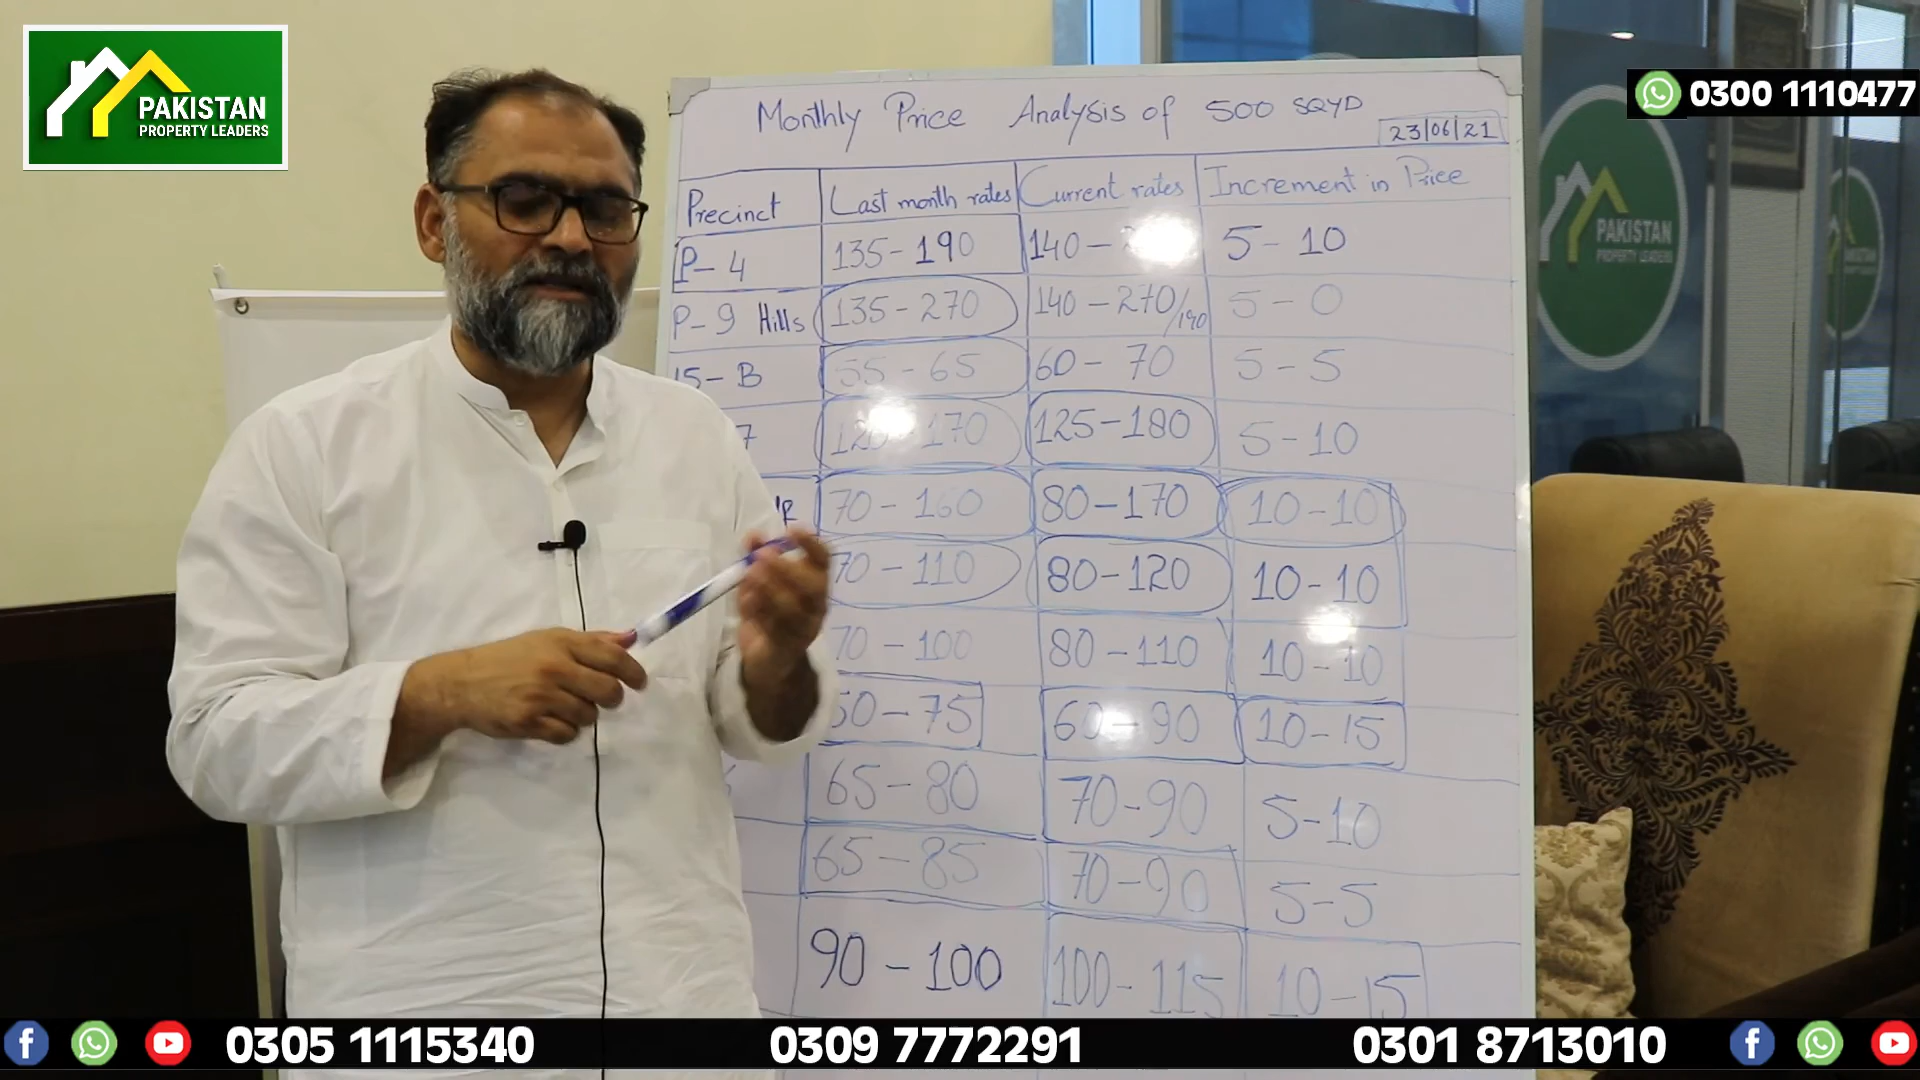 PAKISTAN
PROPERTY LEADERS
0300 1110477
Monthly Price Analysis of 500 SQYD
23/06/21
Precinct Last month rates Current rates Increment in Price
P-4 135-190 140- 5-10
P-9 Hills 135-270 140-270/190 5-0
15-B 55-65 60-70 5-5
7 120-170 125-180 5-10
70-160 80-170 10-10
70-110 80-120 10-10
70-100 80-110 10-10
50-75 60-90 10-15
65-80 70-90 5-10
65-85 70-90 5-5
90-100 100-115 10-15
PAKISTAN
PROPERTY LEADERS
0305 1115340 0309 7772291 0301 8713010